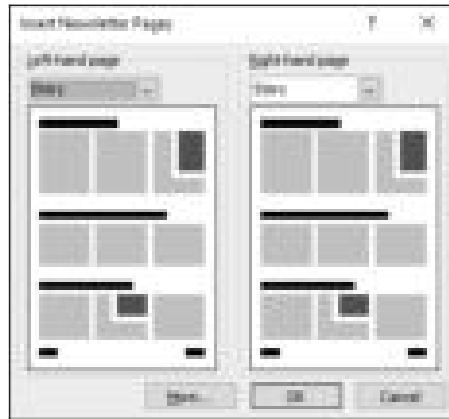 Insert Newsletter Pages ? ×
Left-hand page Right-hand page
Story Story
More... OK Cancel